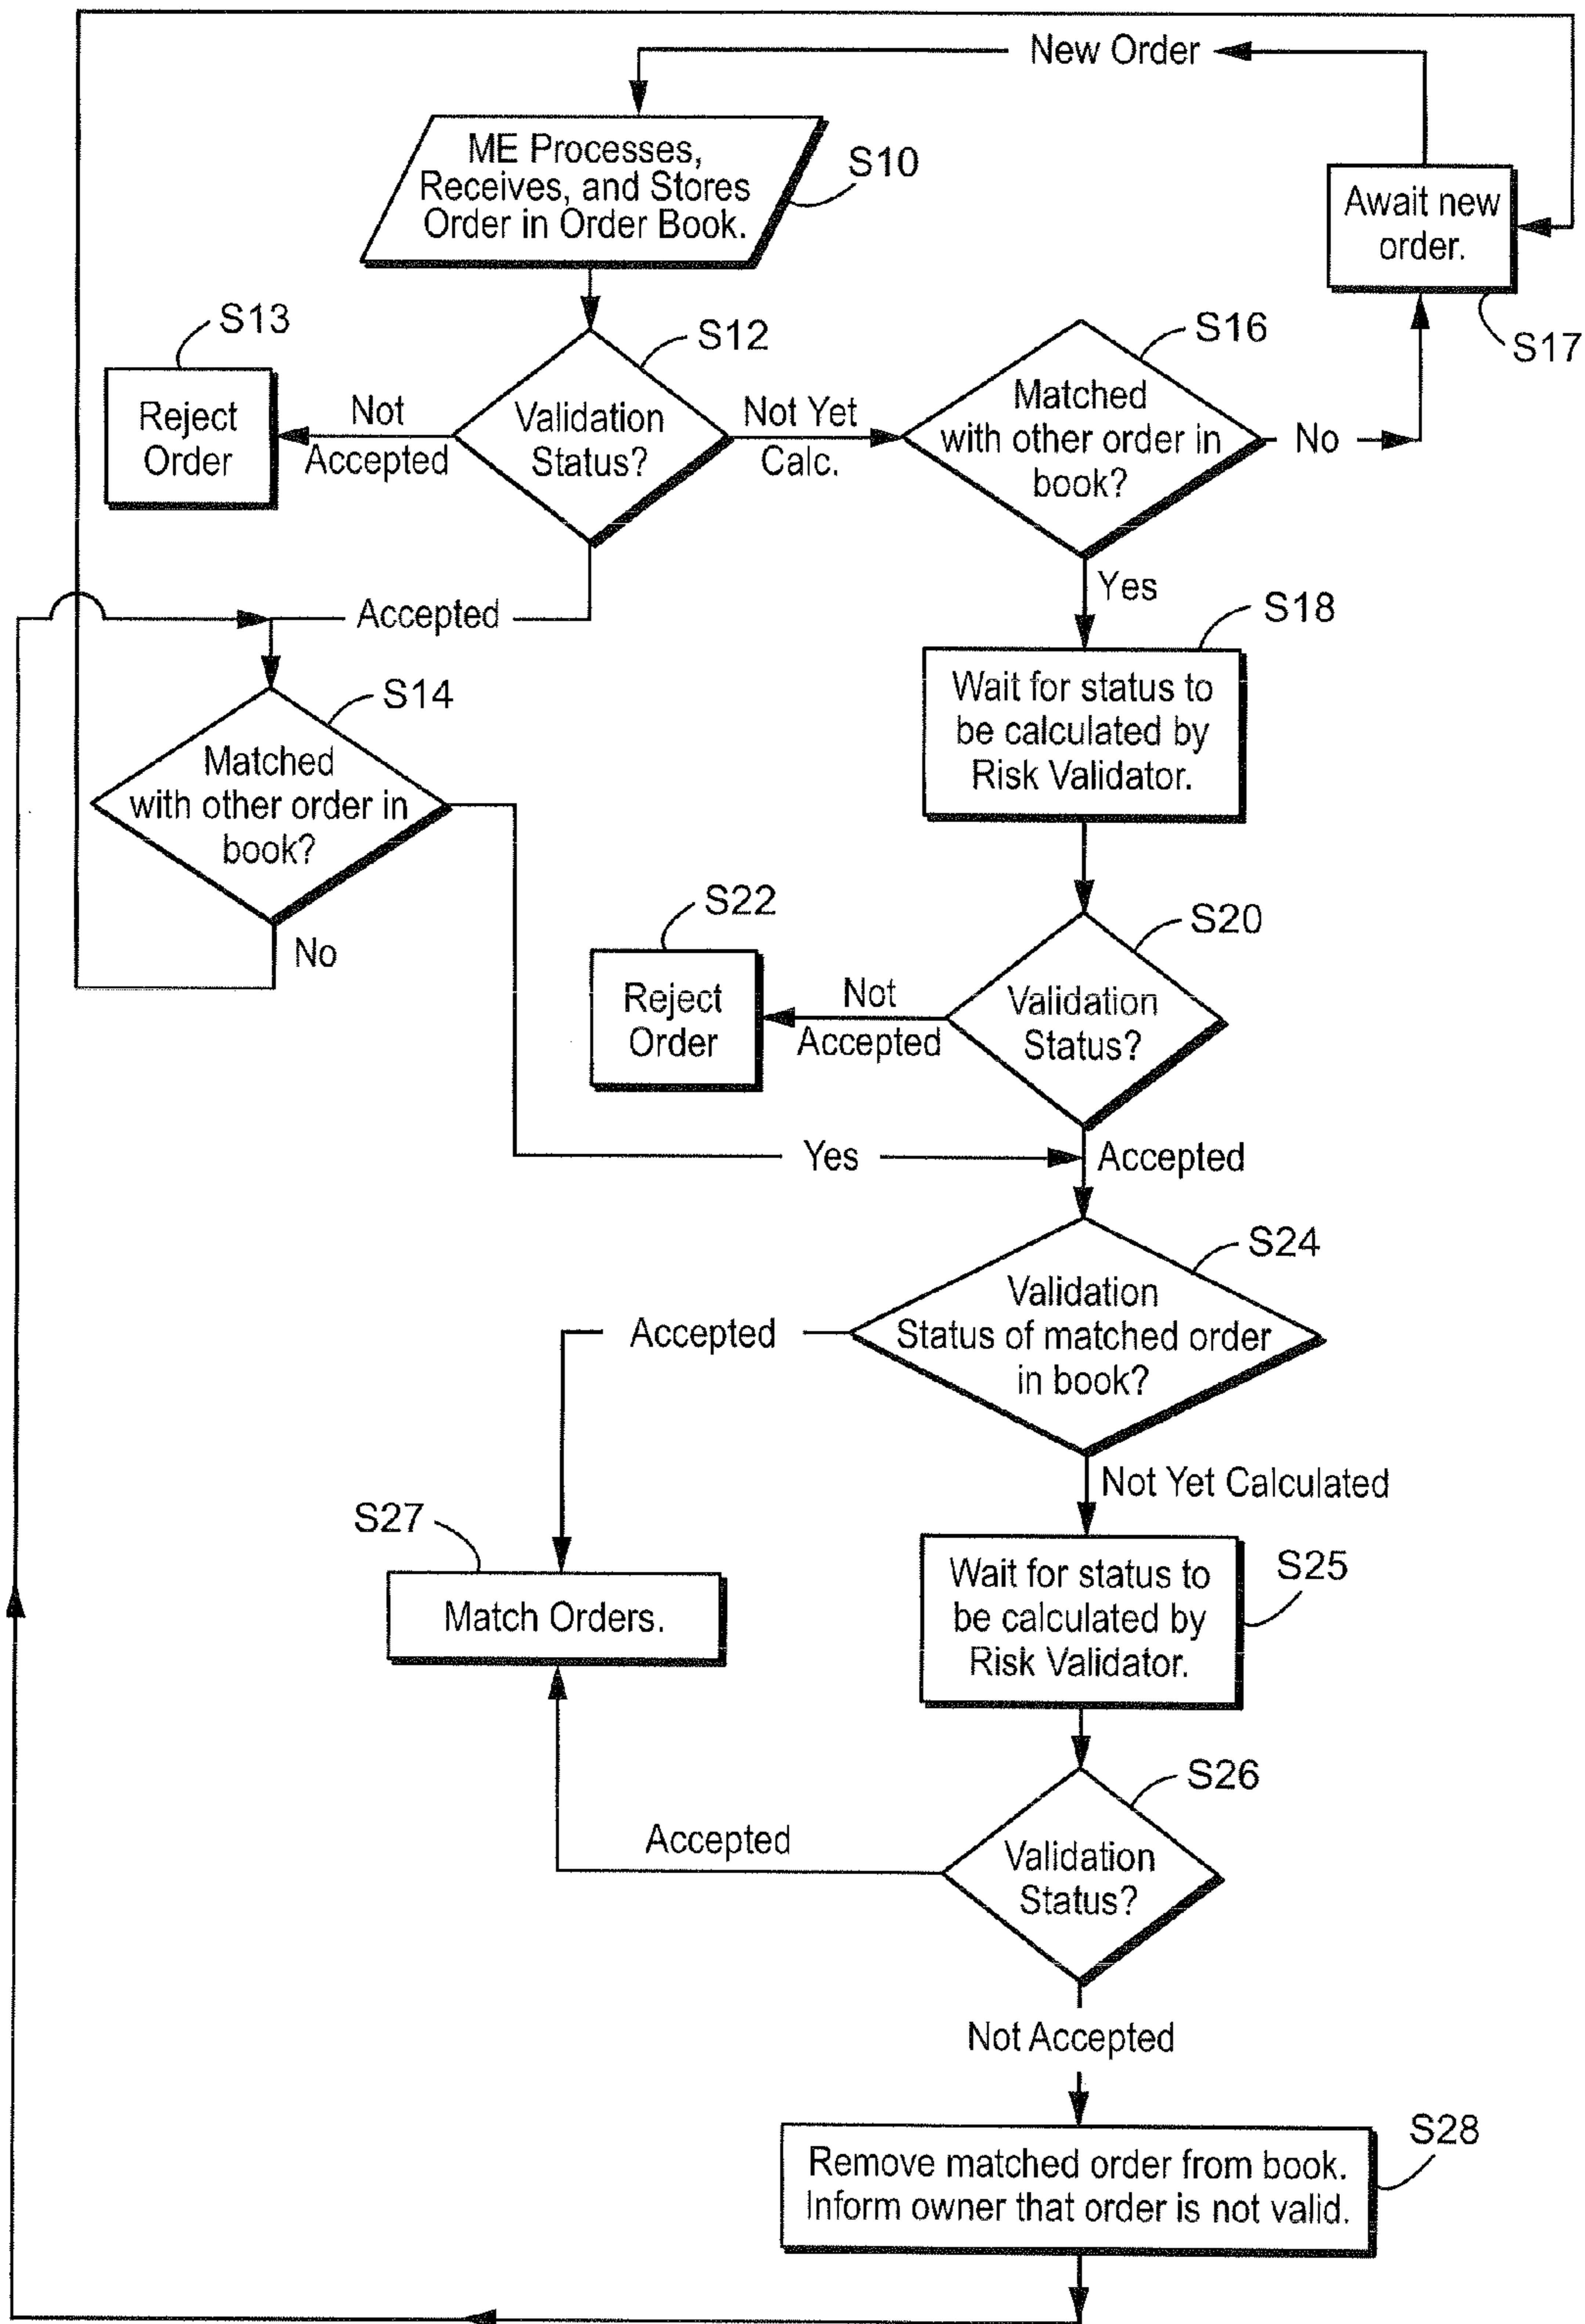 New Order
ME Processes,
Receives, and Stores
Order in Order Book.
S10
Await new
order.
S17
S13
Reject
Order
Not
Accepted
S12
Validation
Status?
Not Yet
Calc.
S16
Matched
with other order in
book?
No
Yes
Accepted
S18
Wait for status to
be calculated by
Risk Validator.
S14
Matched
with other order in
book?
No
S22
Reject
Order
Not
Accepted
S20
Validation
Status?
Yes
Accepted
S24
Validation
Status of matched order
in book?
Accepted
Not Yet Calculated
S27
Match Orders.
S25
Wait for status to
be calculated by
Risk Validator.
S26
Validation
Status?
Accepted
Not Accepted
S28
Remove matched order from book.
Inform owner that order is not valid.